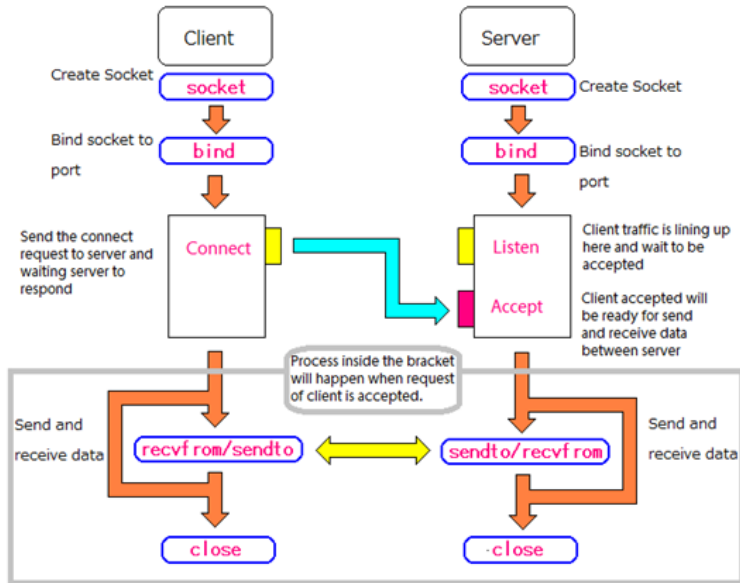 Client
Server
Create Socket
socket
socket
Create Socket
Bind socket to
port
bind
bind
Bind socket to
port
Send the connect
request to server and
waiting server to
respond
Connect
Listen
Accept
Client traffic is lining up
here and wait to be
accepted
Client accepted will
be ready for send
and receive data
between server
Process inside the bracket
will happen when request
of client is accepted.
Send and
receive data
recvfrom/sendto
sendto/recvfrom
Send and
receive data
close
close